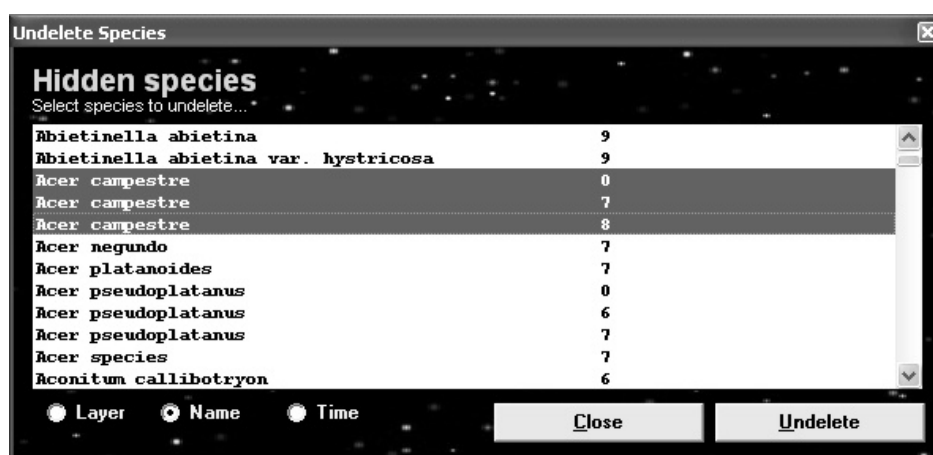 Undelete Species
Hidden species
Select species to undelete...
Abietinella abietina 9
Abietinella abietina var. hystricosa 9
Acer campestre 0
Acer campestre 7
Acer campestre 8
Acer negundo 7
Acer platanoides 7
Acer pseudoplatanus 0
Acer pseudoplatanus 6
Acer pseudoplatanus 7
Acer species 7
Aconitum callibotryon 6
Layer Name Time Close Undelete